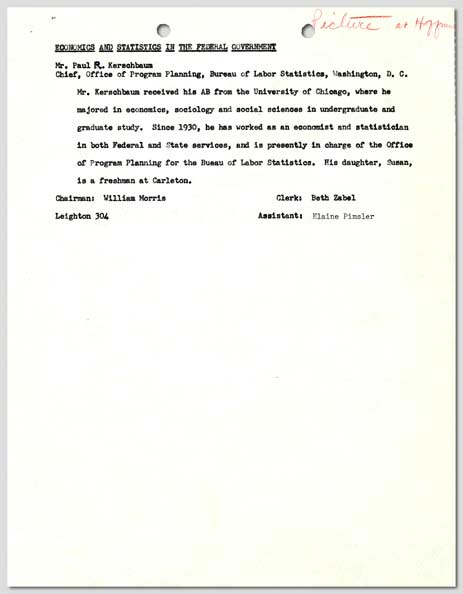 Picture at
ECONOMICS AND STATISTICS IN THE FEDERAL GOVERNMENT
Mr. Paul R. Kerschbaum
Chief, Office of Program Planning, Bureau of Labor Statistics, Washington, D. C.
Mr. Kerschbaum received his AB from the University of Chicago, where he
majored in economics, sociology and social sciences in undergraduate and
graduate study. Since 1930, he has worked as an economist and statistician
in both Federal and State services, and is presently in charge of the Office
of Program Planning for the Bueau of Labor Statistics. His daughter, Susan,
is a freshman at Carleton.
Chairman: William Morris Clerk: Beth Zabel
Leighton 304 Assistant: Elaine Pimsler